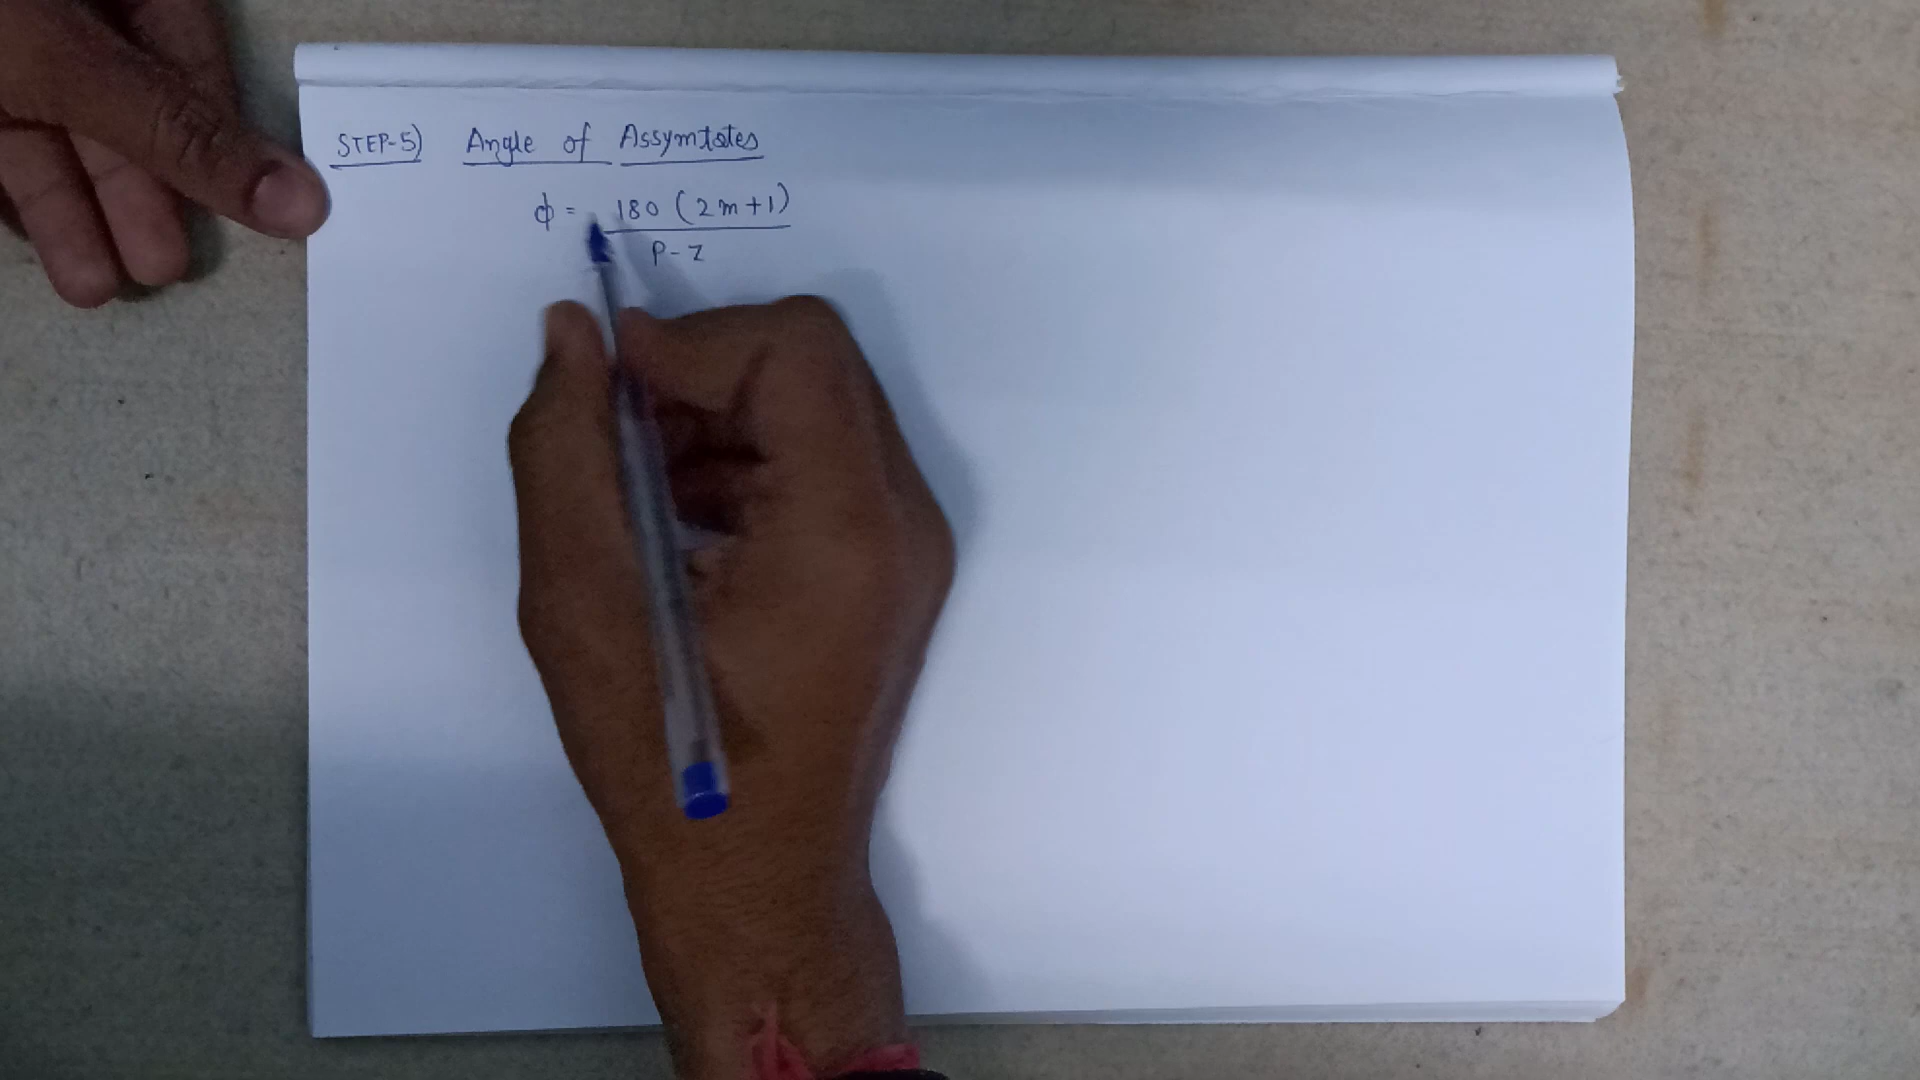 STEP-5) Angle of Assymtotes
ϕ = 180 (2m+1)
P-Z